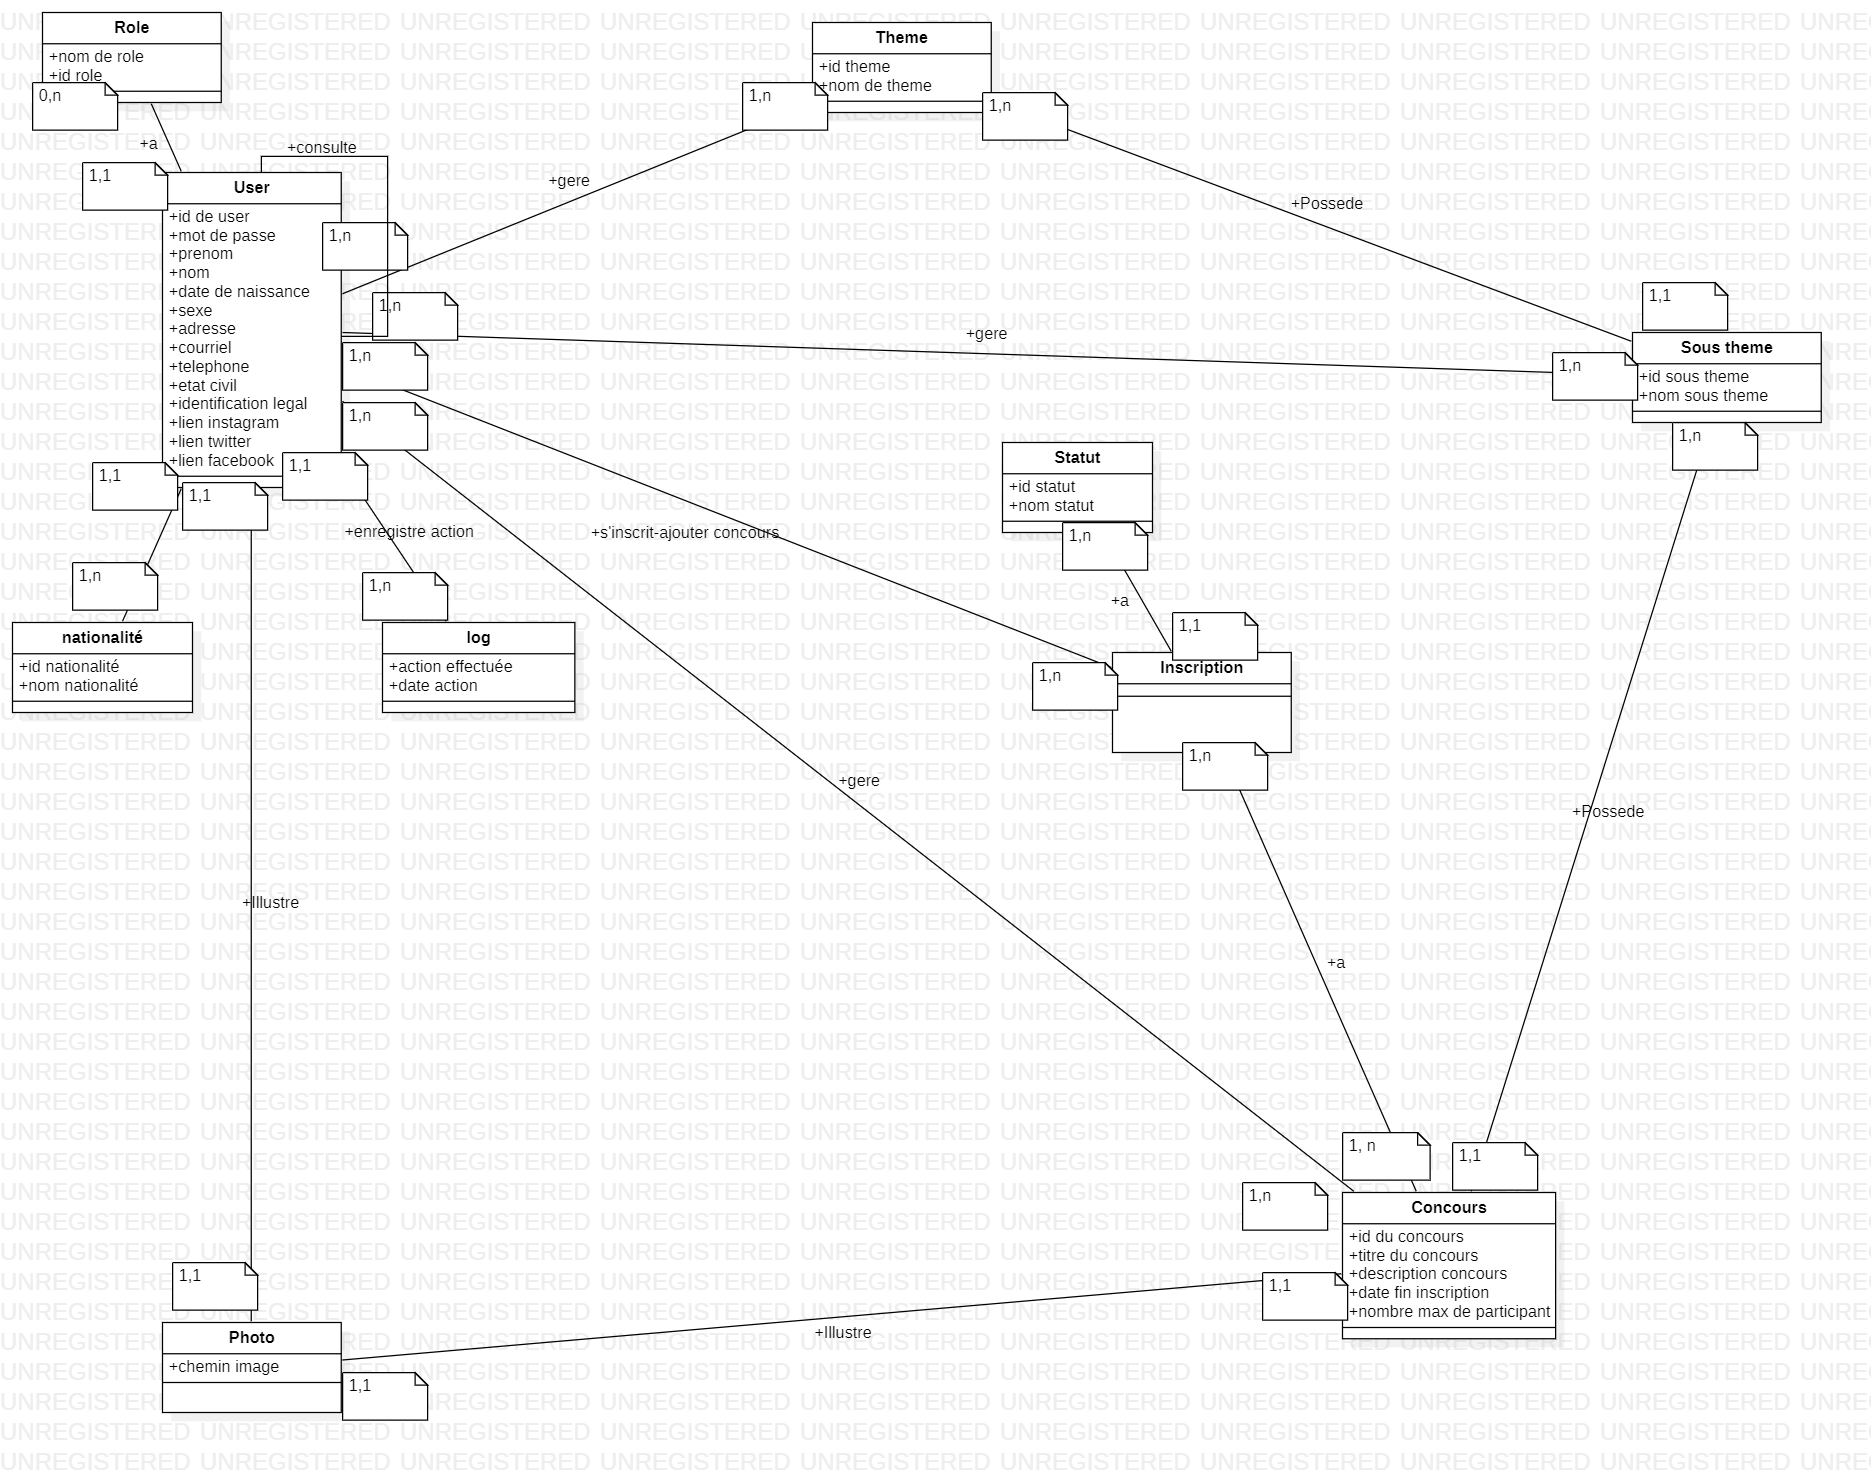 Role
+nom de role
+id role
0,n
+a
Theme
+id theme
+nom de theme
1,n
1,n
+consulte
1,1
User
+id de user
+mot de passe
+prenom
+nom
+date de naissance
+sexe
+adresse
+courriel
+telephone
+etat civil
+identification legal
+lien instagram
+lien twitter
+lien facebook
1,n
1,n
1,n
1,n
1,1
1,1
1,1
+gere
+Possede
+gere
1,1
Sous theme
+id sous theme
+nom sous theme
1,n
1,n
Statut
+id statut
+nom statut
1,n
+enregistre action
+s'inscrit-ajouter concours
1,n
1,n
nationalité
+id nationalité
+nom nationalité
log
+action effectuée
+date action
+a
1,1
Inscription
1,n
1,n
+gere
+Possede
+Illustre
+a
1, n
1,1
1,n
Concours
+id du concours
+titre du concours
+description concours
+date fin inscription
+nombre max de participant
1,1
1,1
Photo
+chemin image
1,1
+Illustre
UNREGISTERED